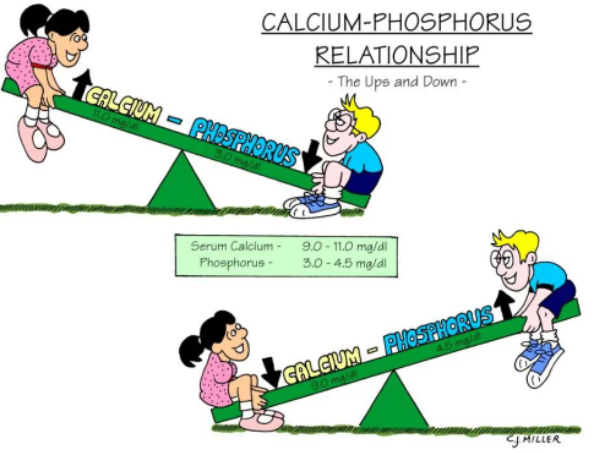 CALCIUM-PHOSPHORUS
RELATIONSHIP
- The Ups and Down -
CALCIUM - PHOSPHORUS
11.0 mg/dl 3.0 mg/dl
Serum Calcium - 9.0 - 11.0 mg/dl
Phosphorus - 3.0 - 4.5 mg/dl
CALCIUM - PHOSPHORUS
9.0 mg/dl 4.5 mg/dl
C.J. MILLER